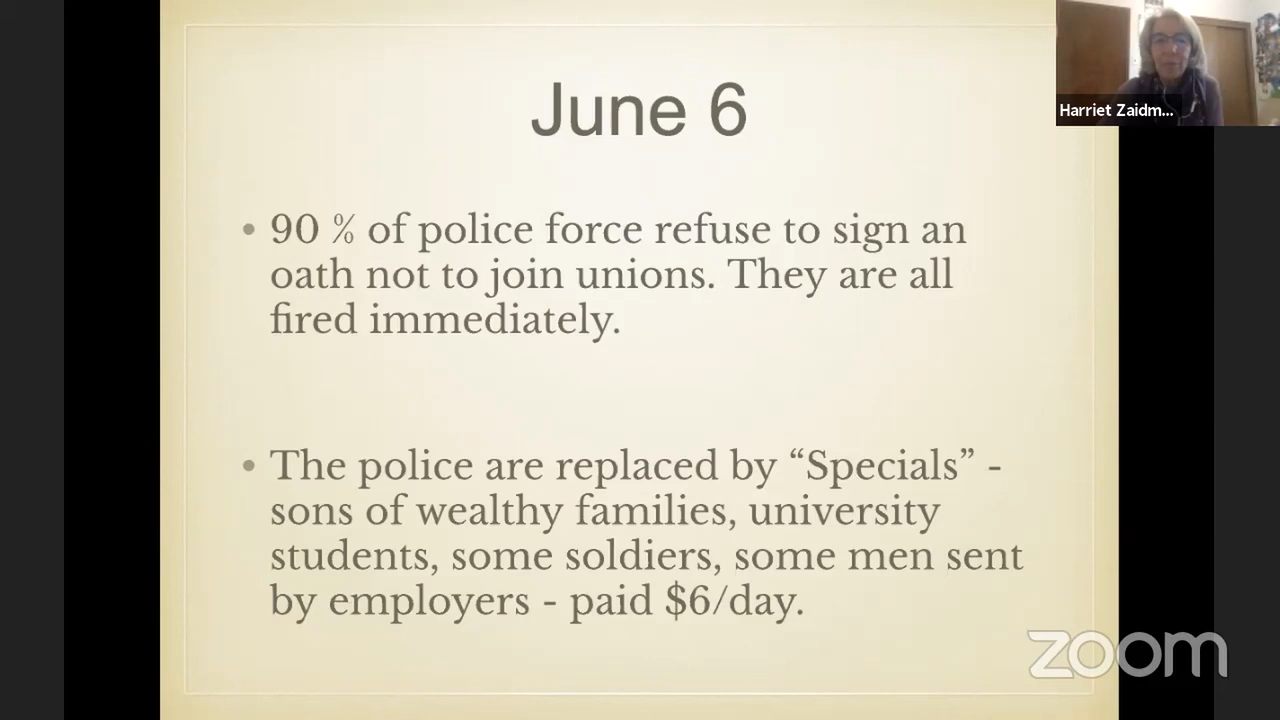 June 6
Harriet Zaidm...
• 90 % of police force refuse to sign an
oath not to join unions. They are all
fired immediately.
• The police are replaced by “Specials” -
sons of wealthy families, university
students, some soldiers, some men sent
by employers - paid $6/day.
zoom